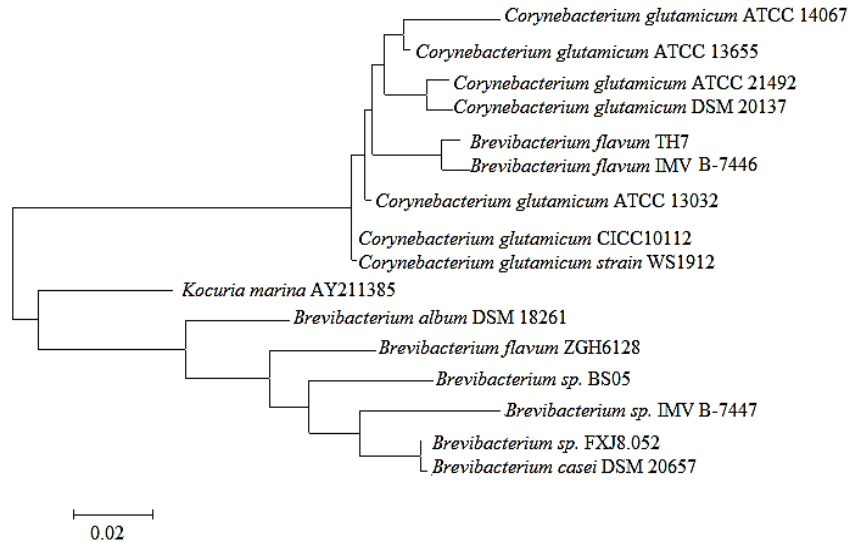 Corynebacterium glutamicum ATCC 14067
Corynebacterium glutamicum ATCC 13655
Corynebacterium glutamicum ATCC 21492
Corynebacterium glutamicum DSM 20137
Brevibacterium flavum TH7
Brevibacterium flavum IMV B-7446
Corynebacterium glutamicum ATCC 13032
Corynebacterium glutamicum CICC10112
Corynebacterium glutamicum strain WS1912
Kocuria marina AY211385
Brevibacterium album DSM 18261
Brevibacterium flavum ZGH6128
Brevibacterium sp. BS05
Brevibacterium sp. IMV B-7447
Brevibacterium sp. FXJ8.052
Brevibacterium casei DSM 20657
0.02